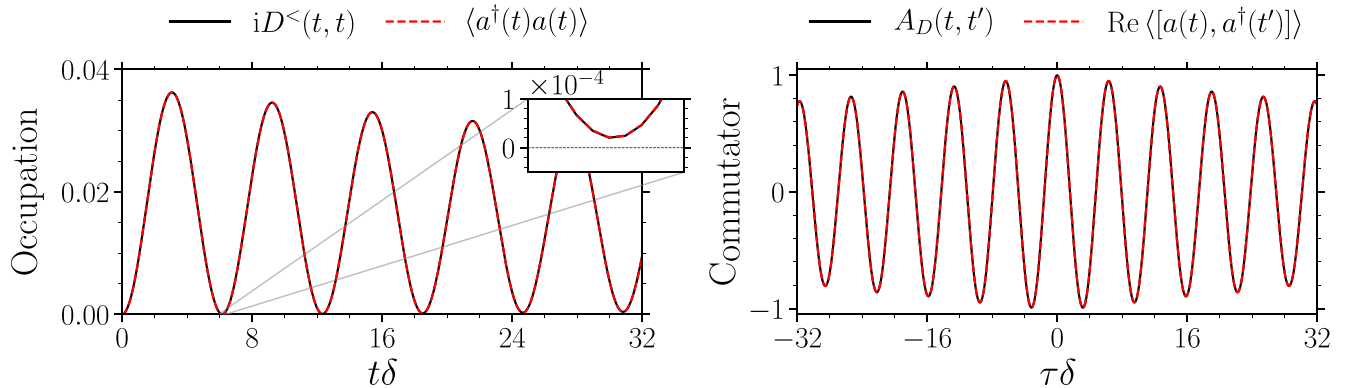 iD^<(t, t) ⟨a†(t)a(t)⟩
0.04
0.02
0.00
Occupation
0 8 16 24 32
tδ
×10⁻⁴
1
0
A_D(t, t′) Re ⟨[a(t), a†(t′)]⟩
1
0
−1
Commutator
−32 −16 0 16 32
τδ